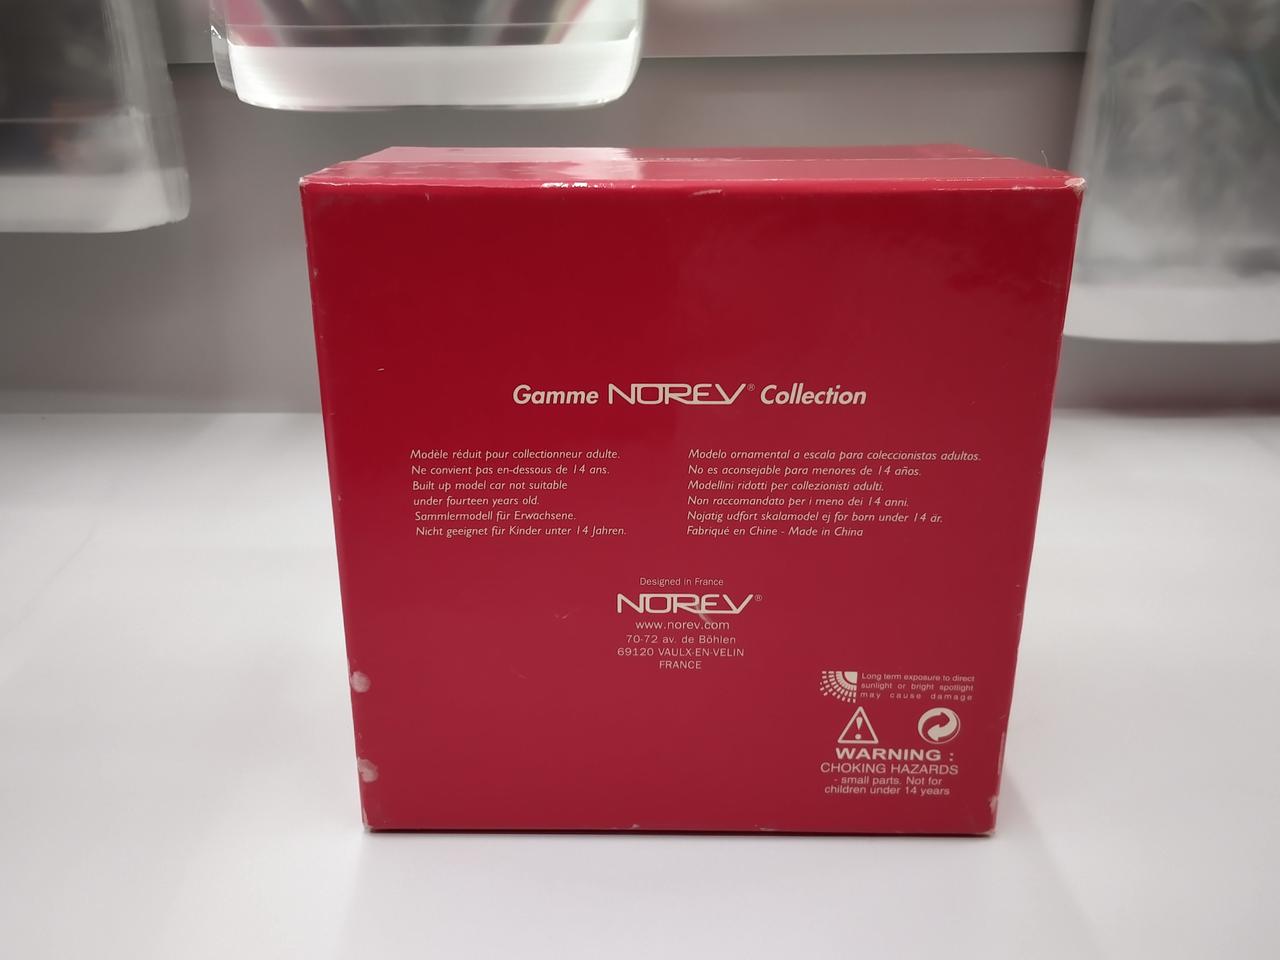 Gamme NOREV® Collection
Modèle réduit pour collectionneur adulte.
Ne convient pas en-dessous de 14 ans.
Built up model car not suitable
under fourteen years old.
Sammlermodell für Erwachsene.
Nicht geeignet für Kinder unter 14 Jahren.
Modelo ornamental a escala para coleccionistas adultos.
No es aconsejable para menores de 14 años.
Modellini ridotti per collezionisti adulti.
Non raccomandato per i meno dei 14 anni.
Nojatig udfort skalamodel ej for born under 14 är.
Fabriqué en Chine - Made in China
Designed in France
NOREV®
www.norev.com
70-72 av. de Böhlen
69120 VAULX-EN-VELIN
FRANCE
Long term exposure to direct
sunlight or bright spotlight
may cause damage
WARNING :
CHOKING HAZARDS
- small parts. Not for
children under 14 years